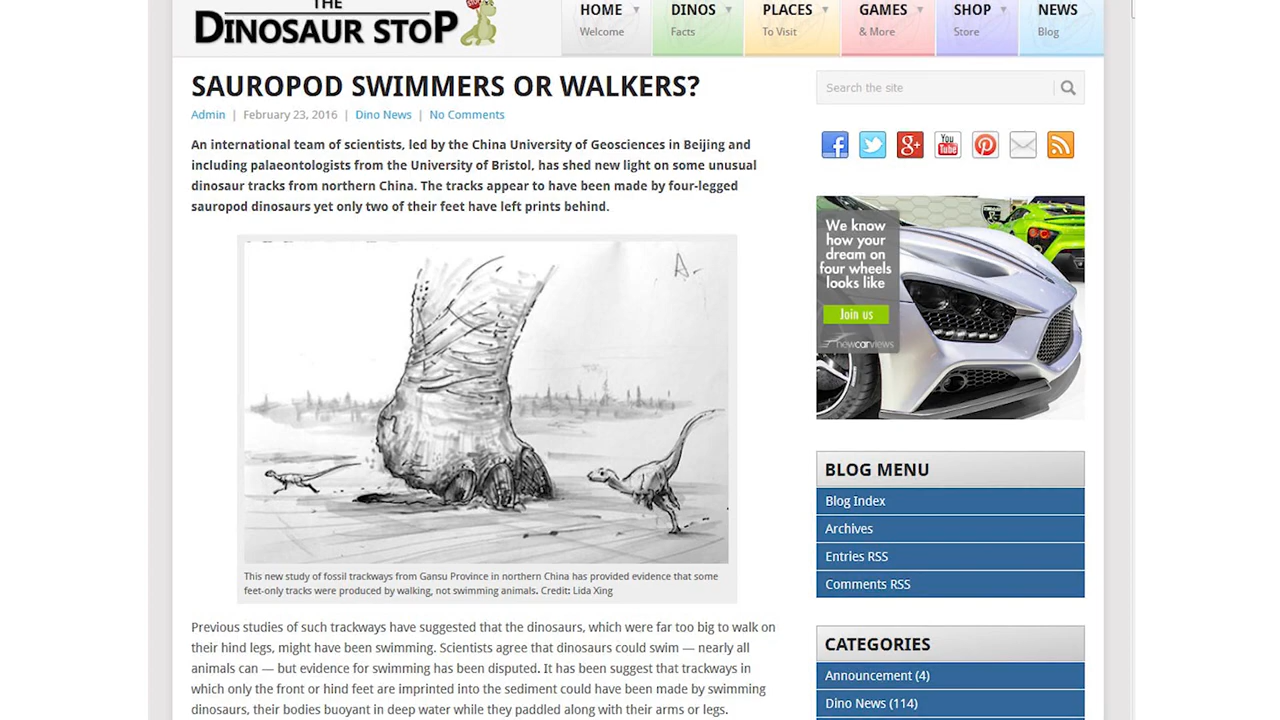 THE
DINOSAUR STOP
HOME
Welcome
DINOS
Facts
PLACES
To Visit
GAMES
& More
SHOP
Store
NEWS
Blog
SAUROPOD SWIMMERS OR WALKERS?
Admin | February 23, 2016 | Dino News | No Comments
An international team of scientists, led by the China University of Geosciences in Beijing and
including palaeontologists from the University of Bristol, has shed new light on some unusual
dinosaur tracks from northern China. The tracks appear to have been made by four-legged
sauropod dinosaurs yet only two of their feet have left prints behind.
This new study of fossil trackways from Gansu Province in northern China has provided evidence that some
feet-only tracks were produced by walking, not swimming animals. Credit: Lida Xing
Previous studies of such trackways have suggested that the dinosaurs, which were far too big to walk on
their hind legs, might have been swimming. Scientists agree that dinosaurs could swim — nearly all
animals can — but evidence for swimming has been disputed. It has been suggest that trackways in
which only the front or hind feet are imprinted into the sediment could have been made by swimming
dinosaurs, their bodies buoyant in deep water while they paddled along with their arms or legs.
Search the site
You
Tube
We know
how your
dream on
four wheels
looks like
Join us
newcarviews
BLOG MENU
Blog Index
Archives
Entries RSS
Comments RSS
CATEGORIES
Announcement (4)
Dino News (114)